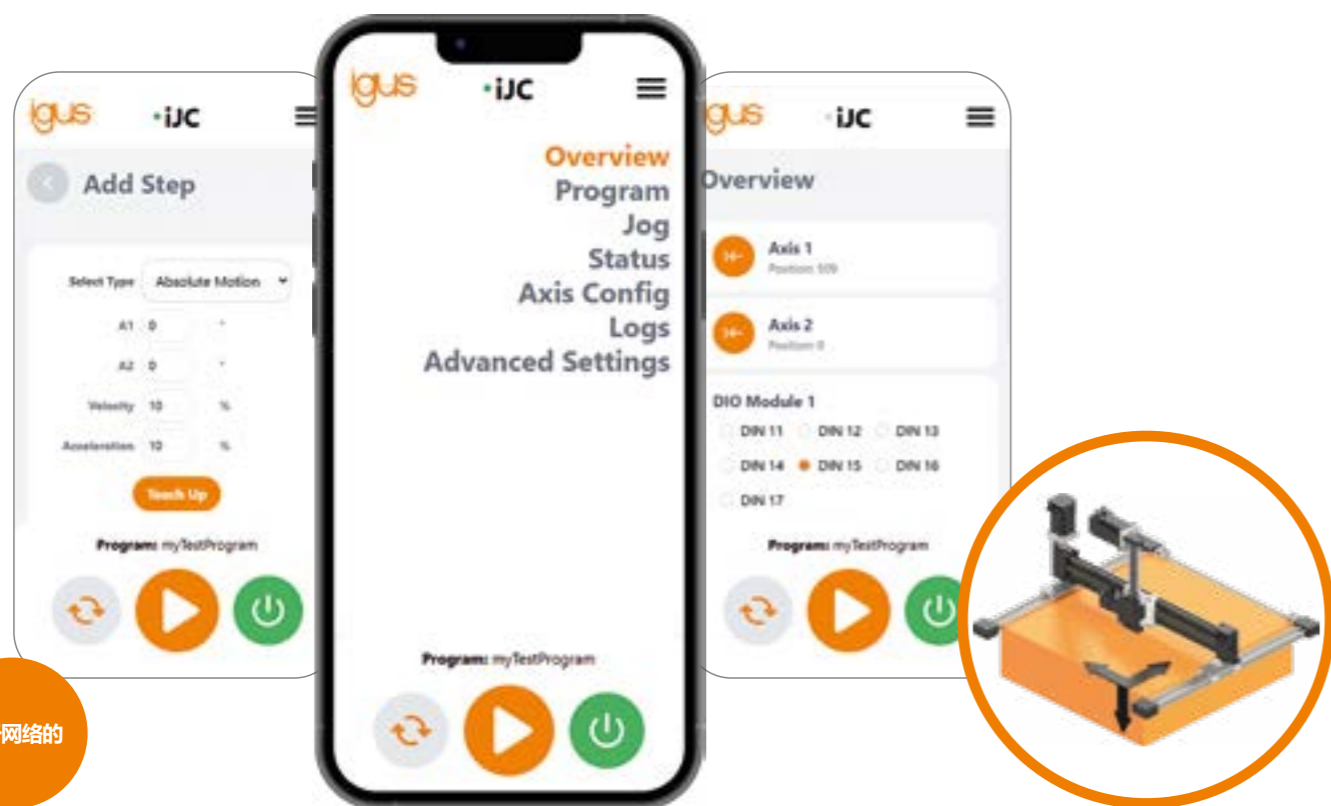 igus
·iJC
Add Step
Select Type
Absolute Motion
A1 0 °
A2 0 °
Velocity 10 %
Acceleration 10 %
Teach Up
Program: myTestProgram
igus
·iJC
Overview
Program
Jog
Status
Axis Config
Logs
Advanced Settings
Program: myTestProgram
igus
·iJC
Overview
Axis 1
Position: 509
Axis 2
Position: 0
DIO Module 1
DIN 11 DIN 12 DIN 13
DIN 14 DIN 15 DIN 16
DIN 17
Program: myTestProgram
网络的